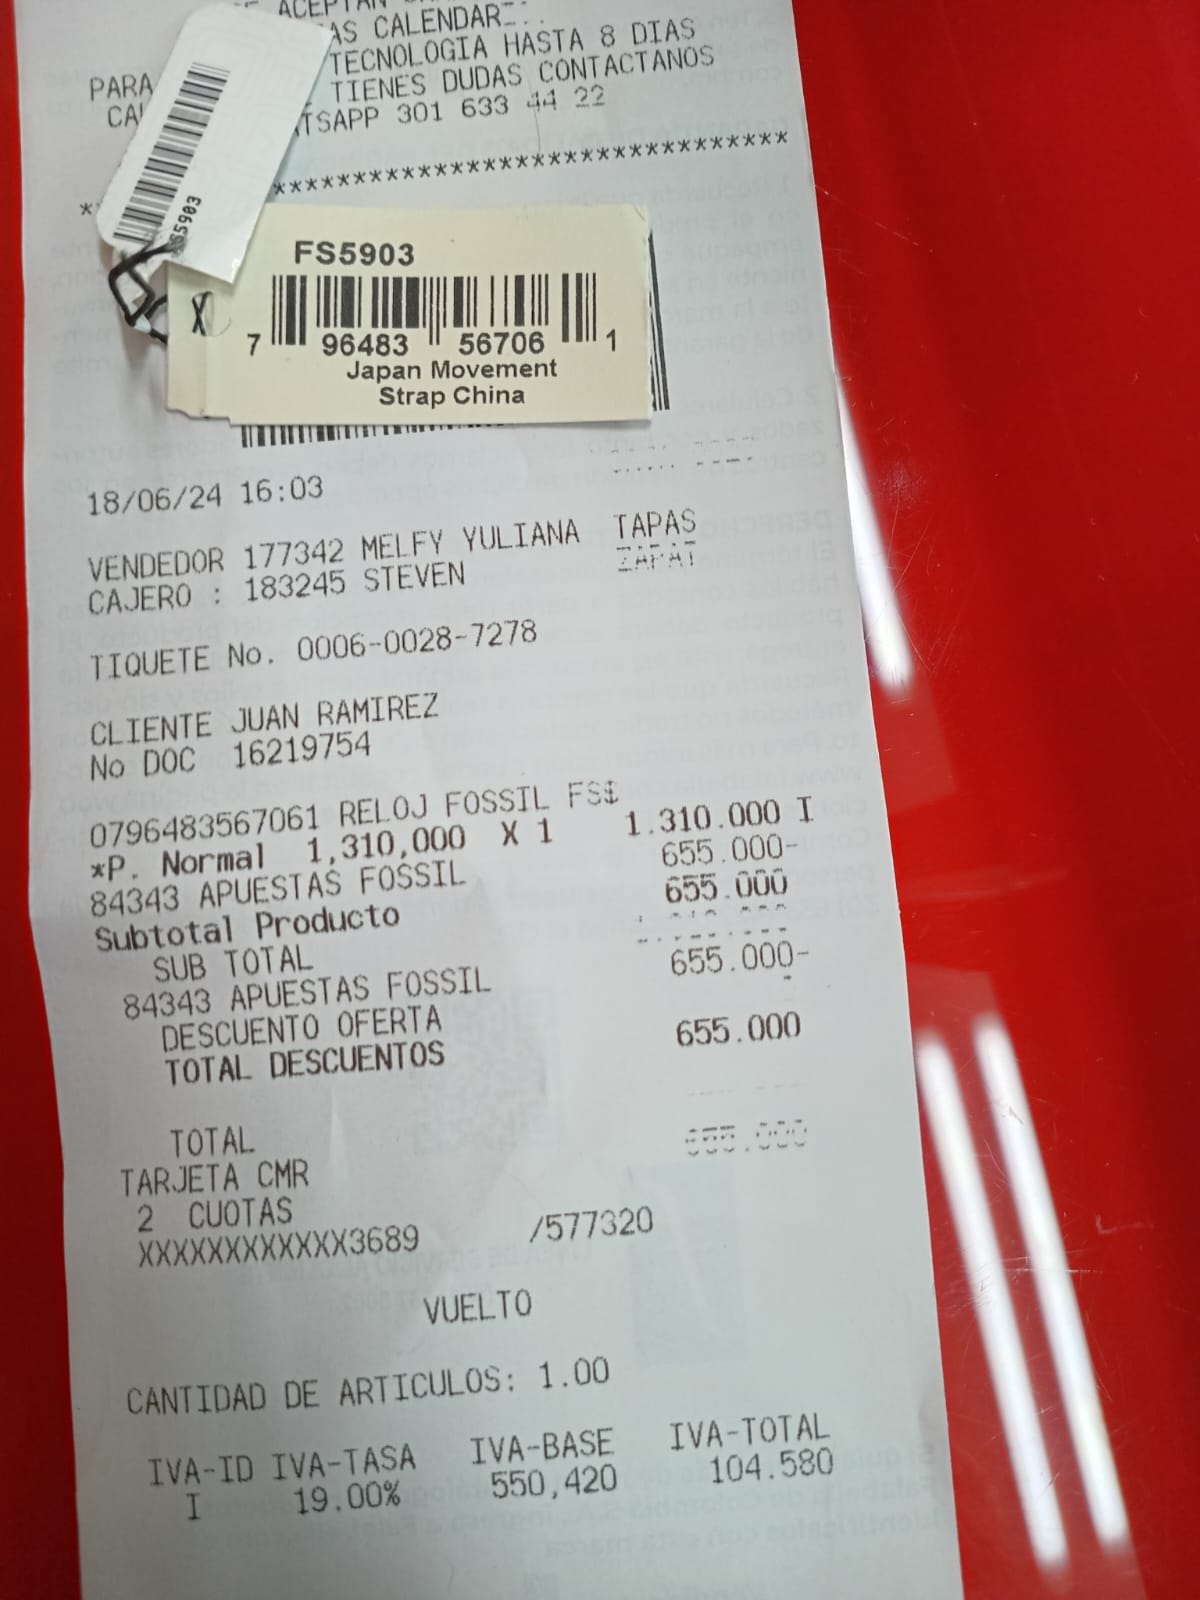 ACEPTAN
AS CALENDAR
TECNOLOGIA HASTA 8 DIAS
PARA TIENES DUDAS CONTACTANOS
TSAPP 301 633 44 22
*******************************
FS5903
FS5903
X
7 96483 56706 1
Japan Movement
Strap China
18/06/24 16:03
VENDEDOR 177342 MELFY YULIANA TAPAS
CAJERO : 183245 STEVEN ZAPAT
TIQUETE No. 0006-0028-7278
CLIENTE JUAN RAMIREZ
No DOC 16219754
0796483567061 RELOJ FOSSIL FS$
*P. Normal 1,310,000 X 1 1.310.000 I
84343 APUESTAS FOSSIL 655.000-
Subtotal Producto 655.000
SUB TOTAL
84343 APUESTAS FOSSIL 655.000-
DESCUENTO OFERTA
TOTAL DESCUENTOS 655.000
TOTAL 655.000
TARJETA CMR
2 CUOTAS
XXXXXXXXXXXX3689 /577320
VUELTO
CANTIDAD DE ARTICULOS: 1.00
IVA-ID IVA-TASA IVA-BASE IVA-TOTAL
I 19.00% 550,420 104.580